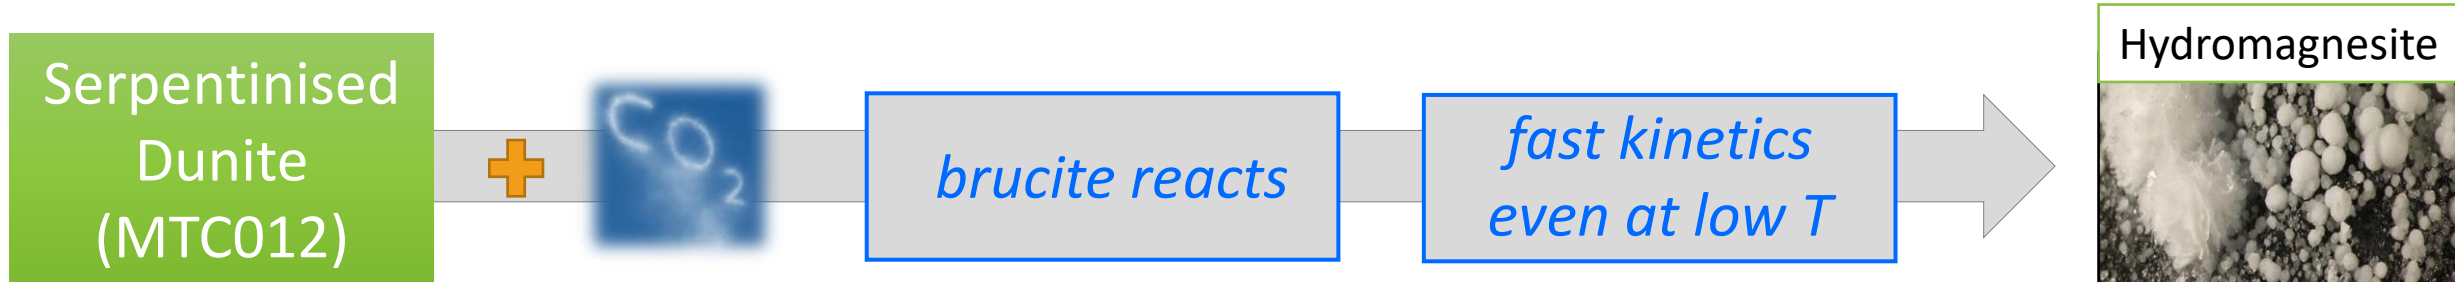 Serpentinised
Dunite
(MTC012)
CO2
brucite reacts
fast kinetics
even at low T
Hydromagnesite